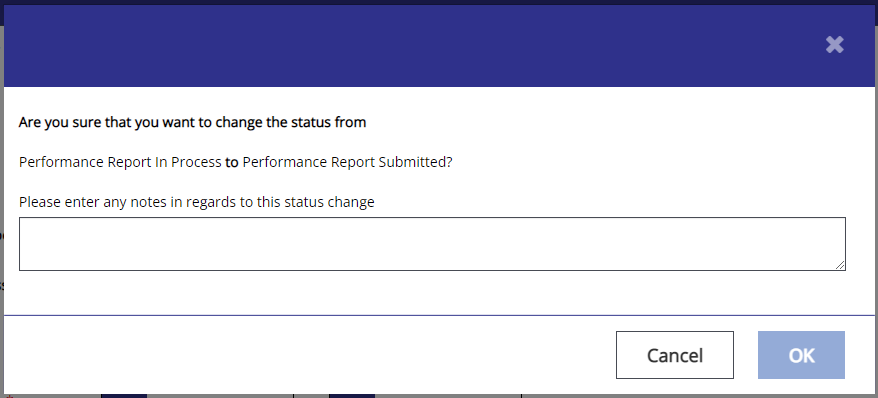 Are you sure that you want to change the status from
Performance Report In Process to Performance Report Submitted?
Please enter any notes in regards to this status change
Cancel
OK